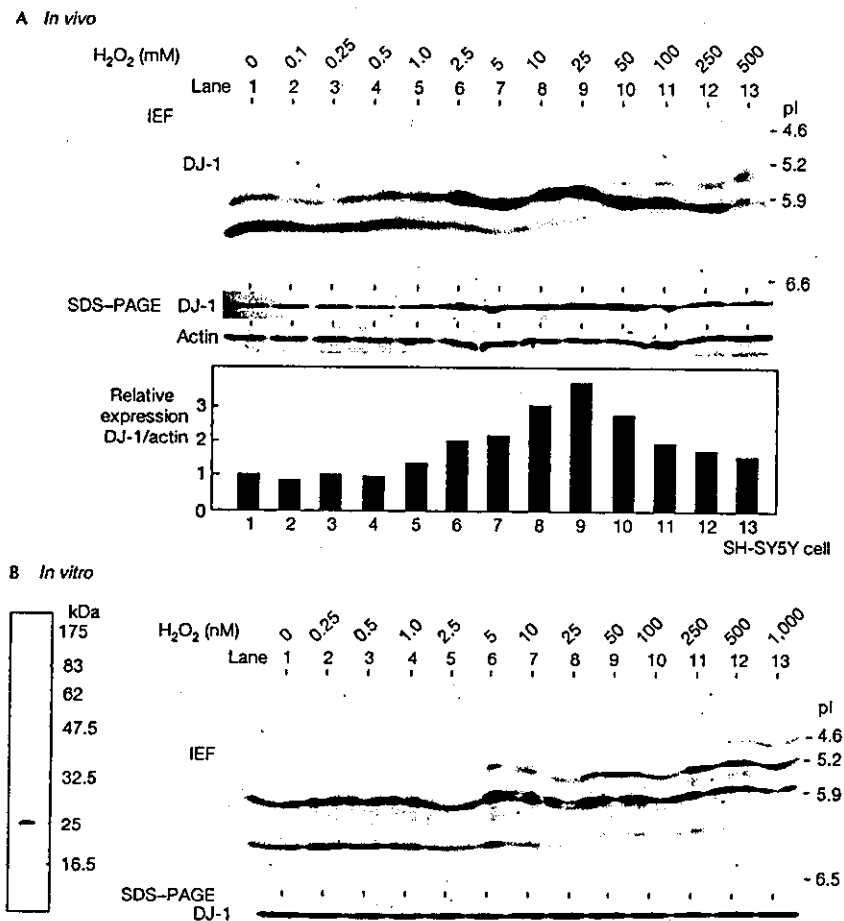 A In vivo
H₂O₂ (mM) 0 0.1 0.25 0.5 1.0 2.5 5 10 25 50 100 250 500
Lane 1 2 3 4 5 6 7 8 9 10 11 12 13
pI
IEF
- 4.6
DJ-1
- 5.2
- 5.9
- 6.6
SDS–PAGE DJ-1
Actin
Relative expression DJ-1/actin
3
2
1
0
1 2 3 4 5 6 7 8 9 10 11 12 13
SH-SY5Y cell
B In vitro
kDa
175
83
62
47.5
32.5
25
16.5
H₂O₂ (nM) 0 0.25 0.5 1.0 2.5 5 10 25 50 100 250 500 1,000
Lane 1 2 3 4 5 6 7 8 9 10 11 12 13
pI
- 4.6
IEF
- 5.2
- 5.9
- 6.5
SDS–PAGE
DJ-1